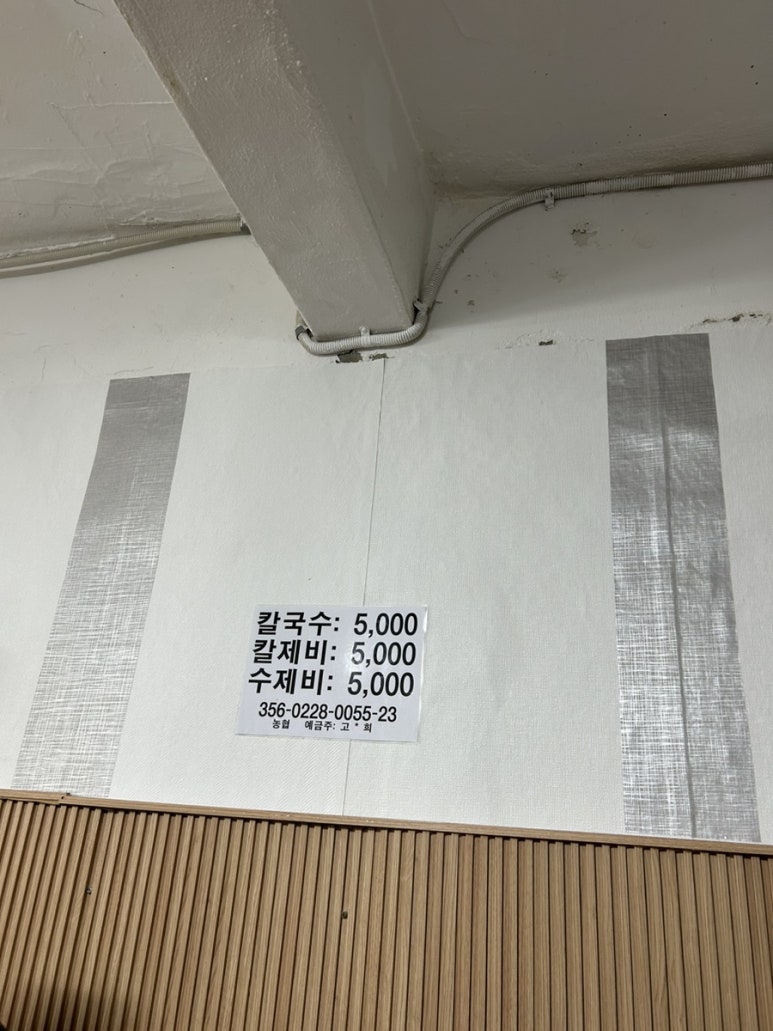 칼국수: 5,000
칼제비: 5,000
수제비: 5,000
356-0228-0055-23
농협 예금주: 고 * 희